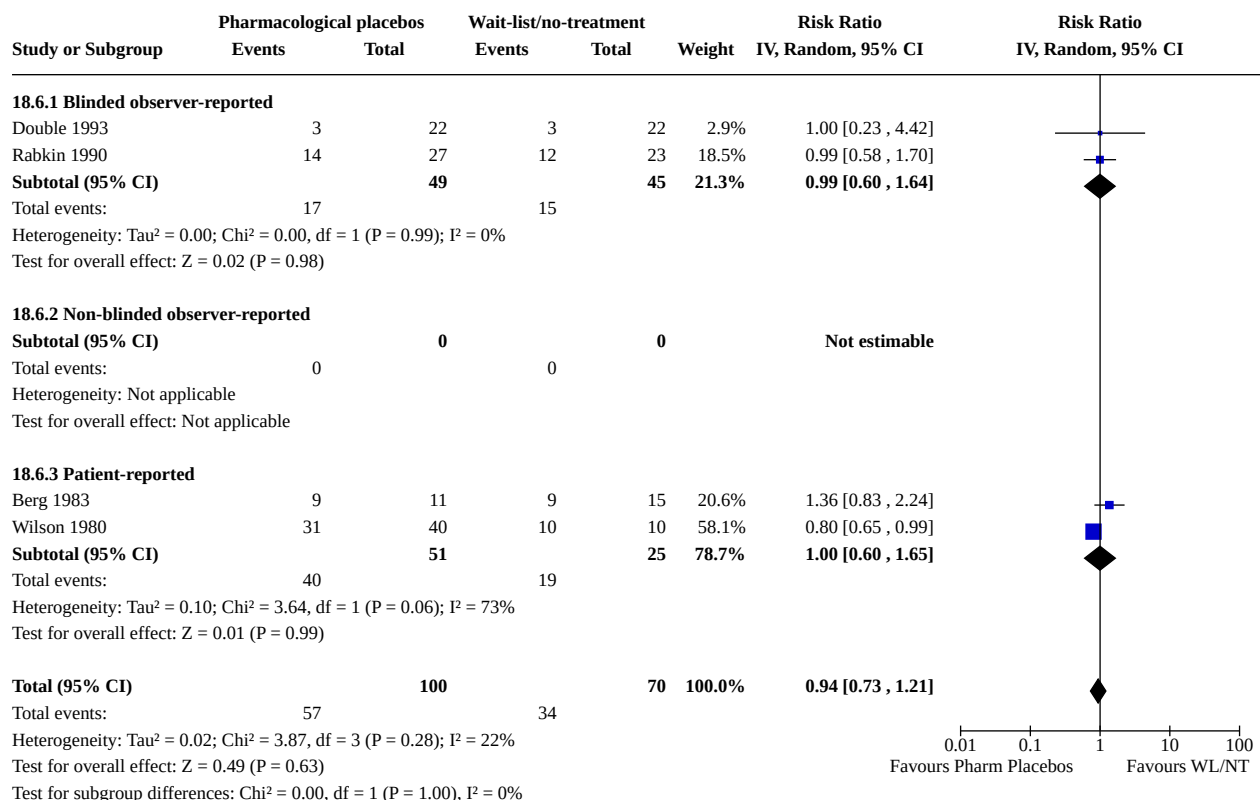 Pharmacological placebos Wait-list/no-treatment Risk Ratio Risk Ratio
Study or Subgroup Events Total Events Total Weight IV, Random, 95% CI IV, Random, 95% CI
18.6.1 Blinded observer-reported
Double 1993 3 22 3 22 2.9% 1.00 [0.23 , 4.42]
Rabkin 1990 14 27 12 23 18.5% 0.99 [0.58 , 1.70]
Subtotal (95% CI) 49 45 21.3% 0.99 [0.60 , 1.64]
Total events: 17 15
Heterogeneity: Tau² = 0.00; Chi² = 0.00, df = 1 (P = 0.99); I² = 0%
Test for overall effect: Z = 0.02 (P = 0.98)
18.6.2 Non-blinded observer-reported
Subtotal (95% CI) 0 0 Not estimable
Total events: 0 0
Heterogeneity: Not applicable
Test for overall effect: Not applicable
18.6.3 Patient-reported
Berg 1983 9 11 9 15 20.6% 1.36 [0.83 , 2.24]
Wilson 1980 31 40 10 10 58.1% 0.80 [0.65 , 0.99]
Subtotal (95% CI) 51 25 78.7% 1.00 [0.60 , 1.65]
Total events: 40 19
Heterogeneity: Tau² = 0.10; Chi² = 3.64, df = 1 (P = 0.06); I² = 73%
Test for overall effect: Z = 0.01 (P = 0.99)
Total (95% CI) 100 70 100.0% 0.94 [0.73 , 1.21]
Total events: 57 34
Heterogeneity: Tau² = 0.02; Chi² = 3.87, df = 3 (P = 0.28); I² = 22%
0.01 0.1 1 10 100
Test for overall effect: Z = 0.49 (P = 0.63)
Favours Pharm Placebos Favours WL/NT
Test for subgroup differences: Chi² = 0.00, df = 1 (P = 1.00), I² = 0%